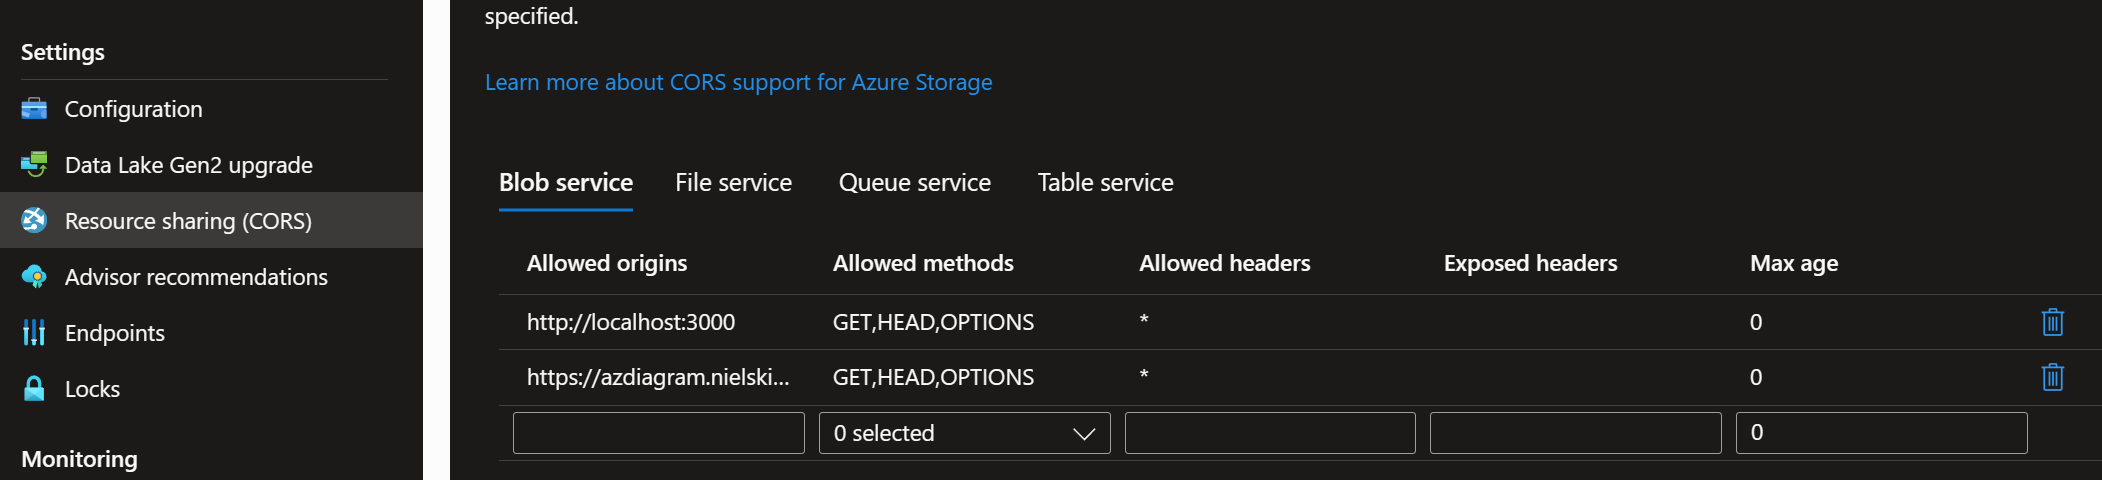 Settings
Configuration
Data Lake Gen2 upgrade
Resource sharing (CORS)
Advisor recommendations
Endpoints
Locks
Monitoring
specified.
Learn more about CORS support for Azure Storage
Blob service File service Queue service Table service
Allowed origins Allowed methods Allowed headers Exposed headers Max age
http://localhost:3000 GET,HEAD,OPTIONS * 0
https://azdiagram.nielski... GET,HEAD,OPTIONS * 0
0 selected 0